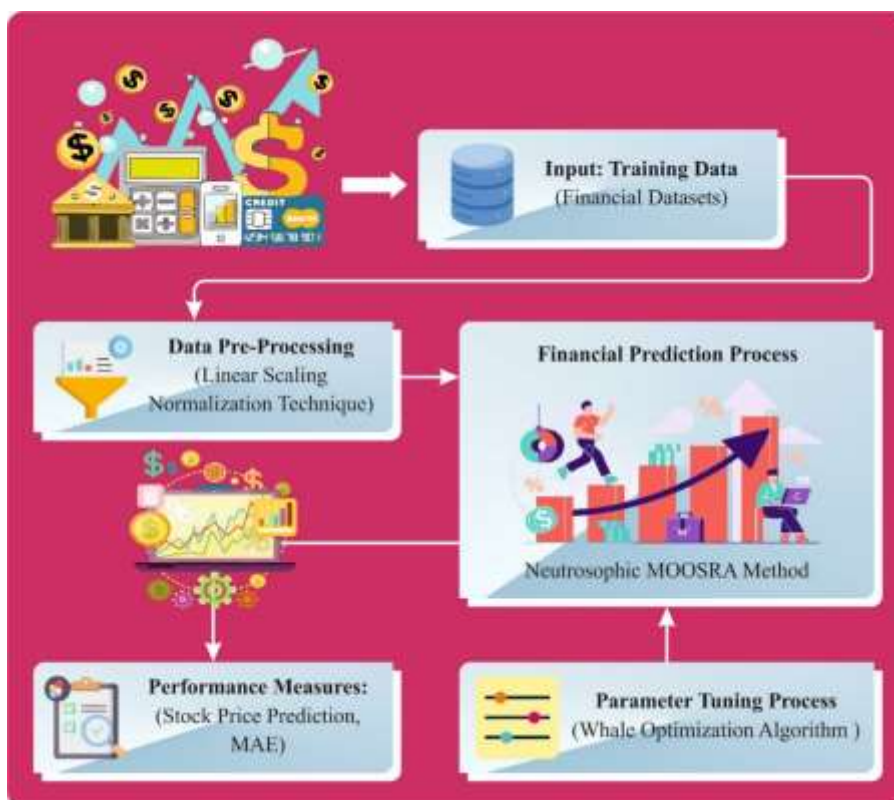 Input: Training Data
(Financial Datasets)
CREDIT
Data Pre-Processing
(Linear Scaling
Normalization Technique)
Financial Prediction Process
Neutrosophic MOOSRA Method
Performance Measures:
(Stock Price Prediction,
MAE)
Parameter Tuning Process
(Whale Optimization Algorithm )